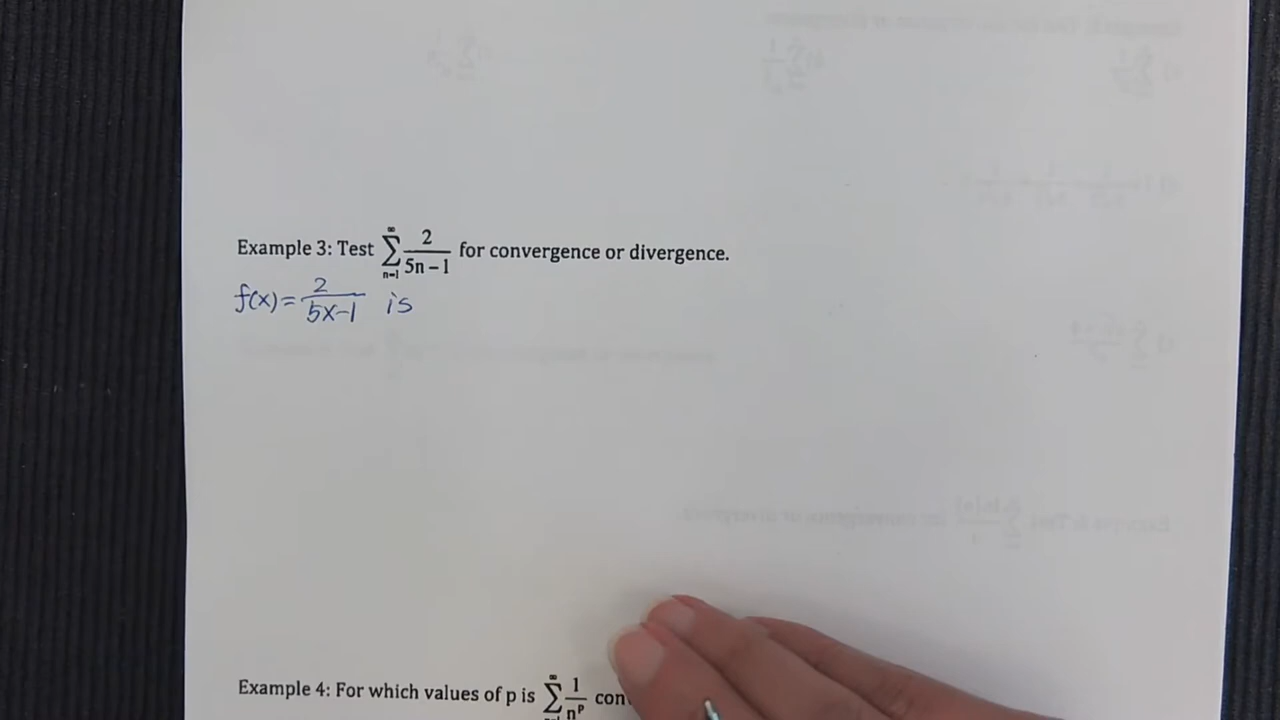 Example 3: Test ∞∑n=1 2/(5n−1) for convergence or divergence.
f(x) = 2/(5x−1) is
Example 4: For which values of p is ∞∑ 1/n^p